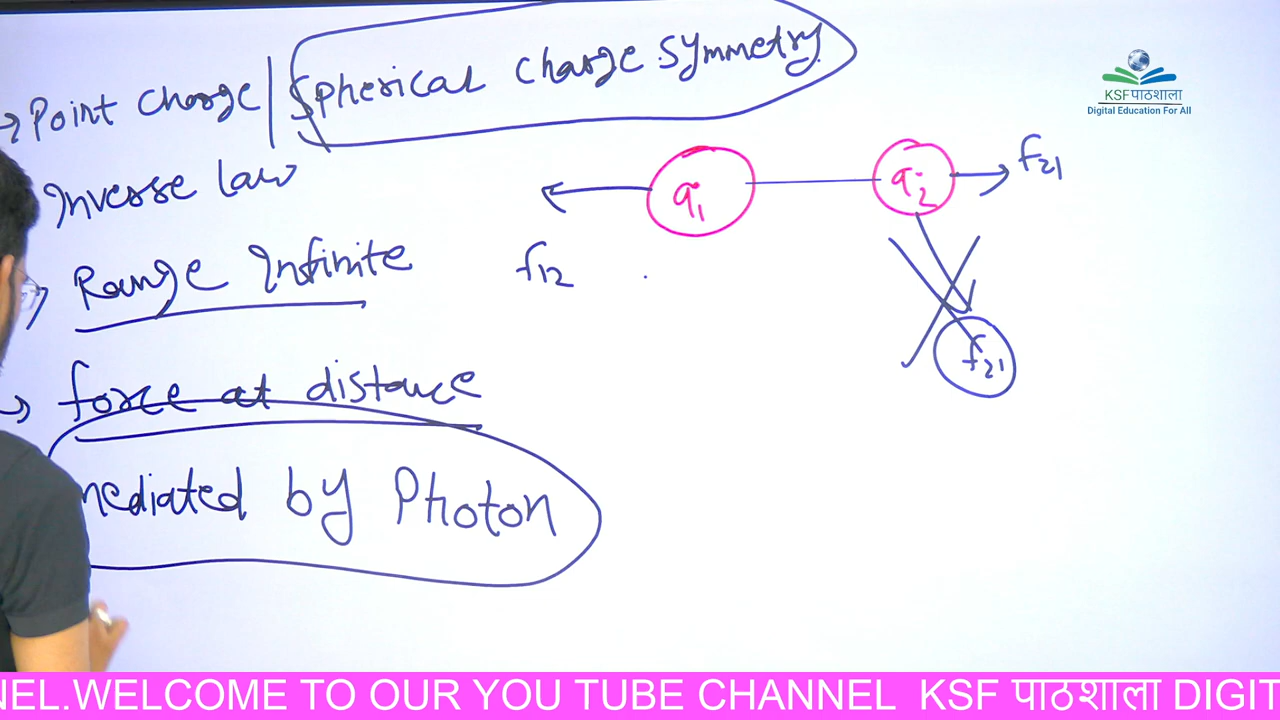 Point Charge | Spherical Charge Symmetry
Inverse law
Range Infinite
force at distance
mediated by Photon
q1
q2
f21
f12
f21
KSFपाठशाला
Digital Education For All
NEL.WELCOME TO OUR YOU TUBE CHANNEL KSF पाठशाला DIGIT